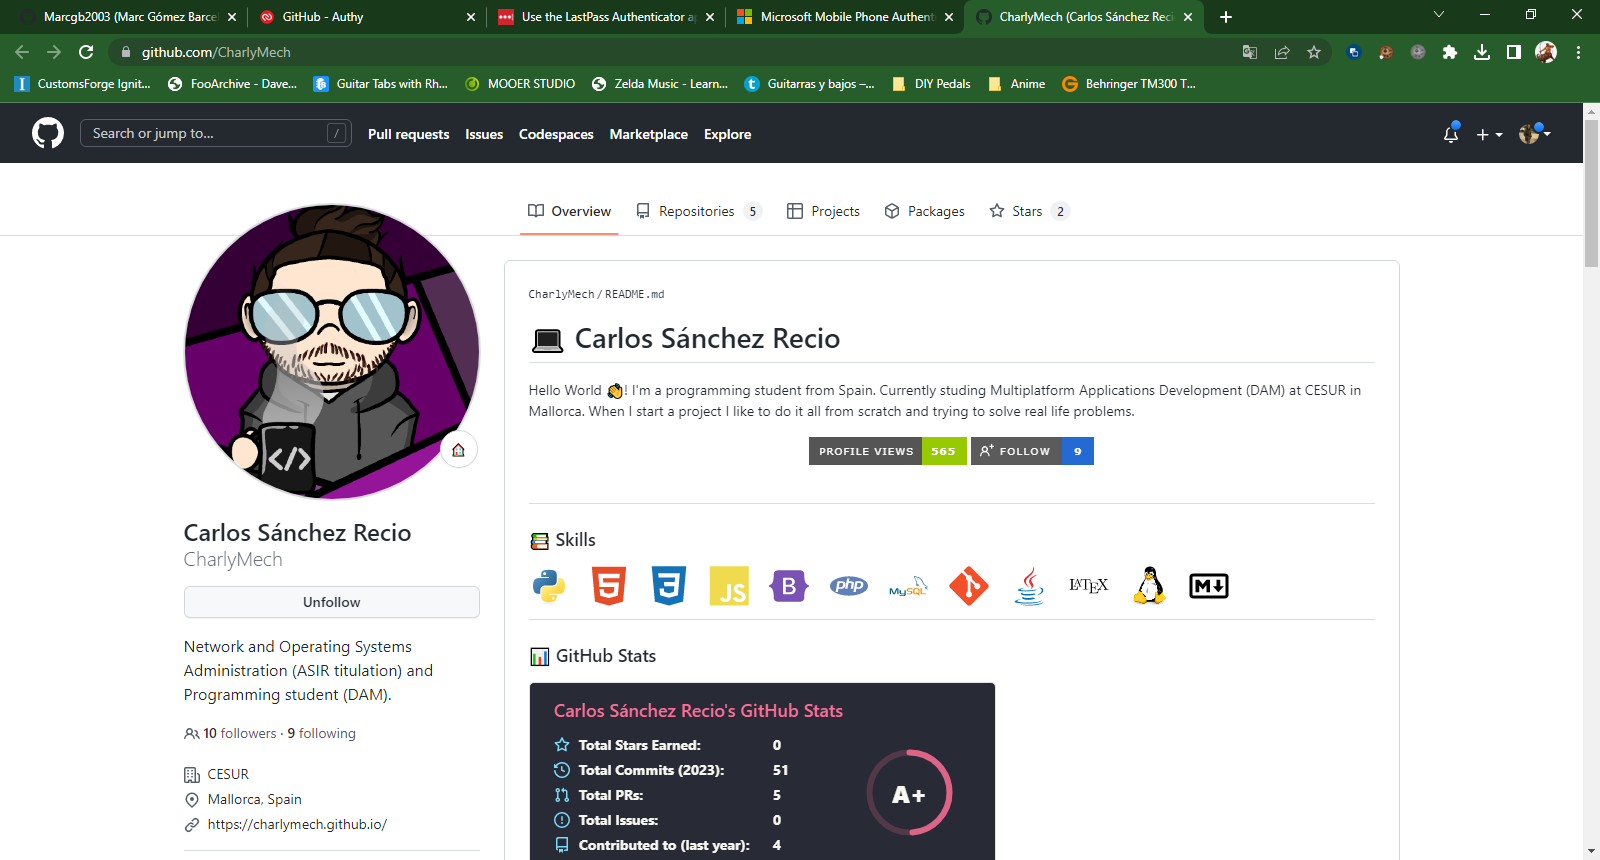 Marcgb2003 (Marc Gómez Barce
GitHub - Authy
Use the LastPass Authenticator a
Microsoft Mobile Phone Authent
CharlyMech (Carlos Sánchez Reci
github.com/CharlyMech
CustomsForge Ignit...
FooArchive - Dave...
Guitar Tabs with Rh...
MOOER STUDIO
Zelda Music - Learn...
Guitarras y bajos –...
DIY Pedals
Anime
Behringer TM300 T...
Search or jump to...
/
Pull requests
Issues
Codespaces
Marketplace
Explore
Overview
Repositories 5
Projects
Packages
Stars 2
</>
Carlos Sánchez Recio
CharlyMech
Unfollow
Network and Operating Systems
Administration (ASIR titulation) and
Programming student (DAM).
10 followers · 9 following
CESUR
Mallorca, Spain
https://charlymech.github.io/
CharlyMech/README.md
Carlos Sánchez Recio
Hello World 👏! I'm a programming student from Spain. Currently studing Multiplatform Applications Development (DAM) at CESUR in
Mallorca. When I start a project I like to do it all from scratch and trying to solve real life problems.
PROFILE VIEWS 565
FOLLOW 9
Skills
5
3
JS
B
php
MySQL
LATEX
M
GitHub Stats
Carlos Sánchez Recio's GitHub Stats
Total Stars Earned: 0
Total Commits (2023): 51
Total PRs: 5
Total Issues: 0
Contributed to (last year): 4
A+